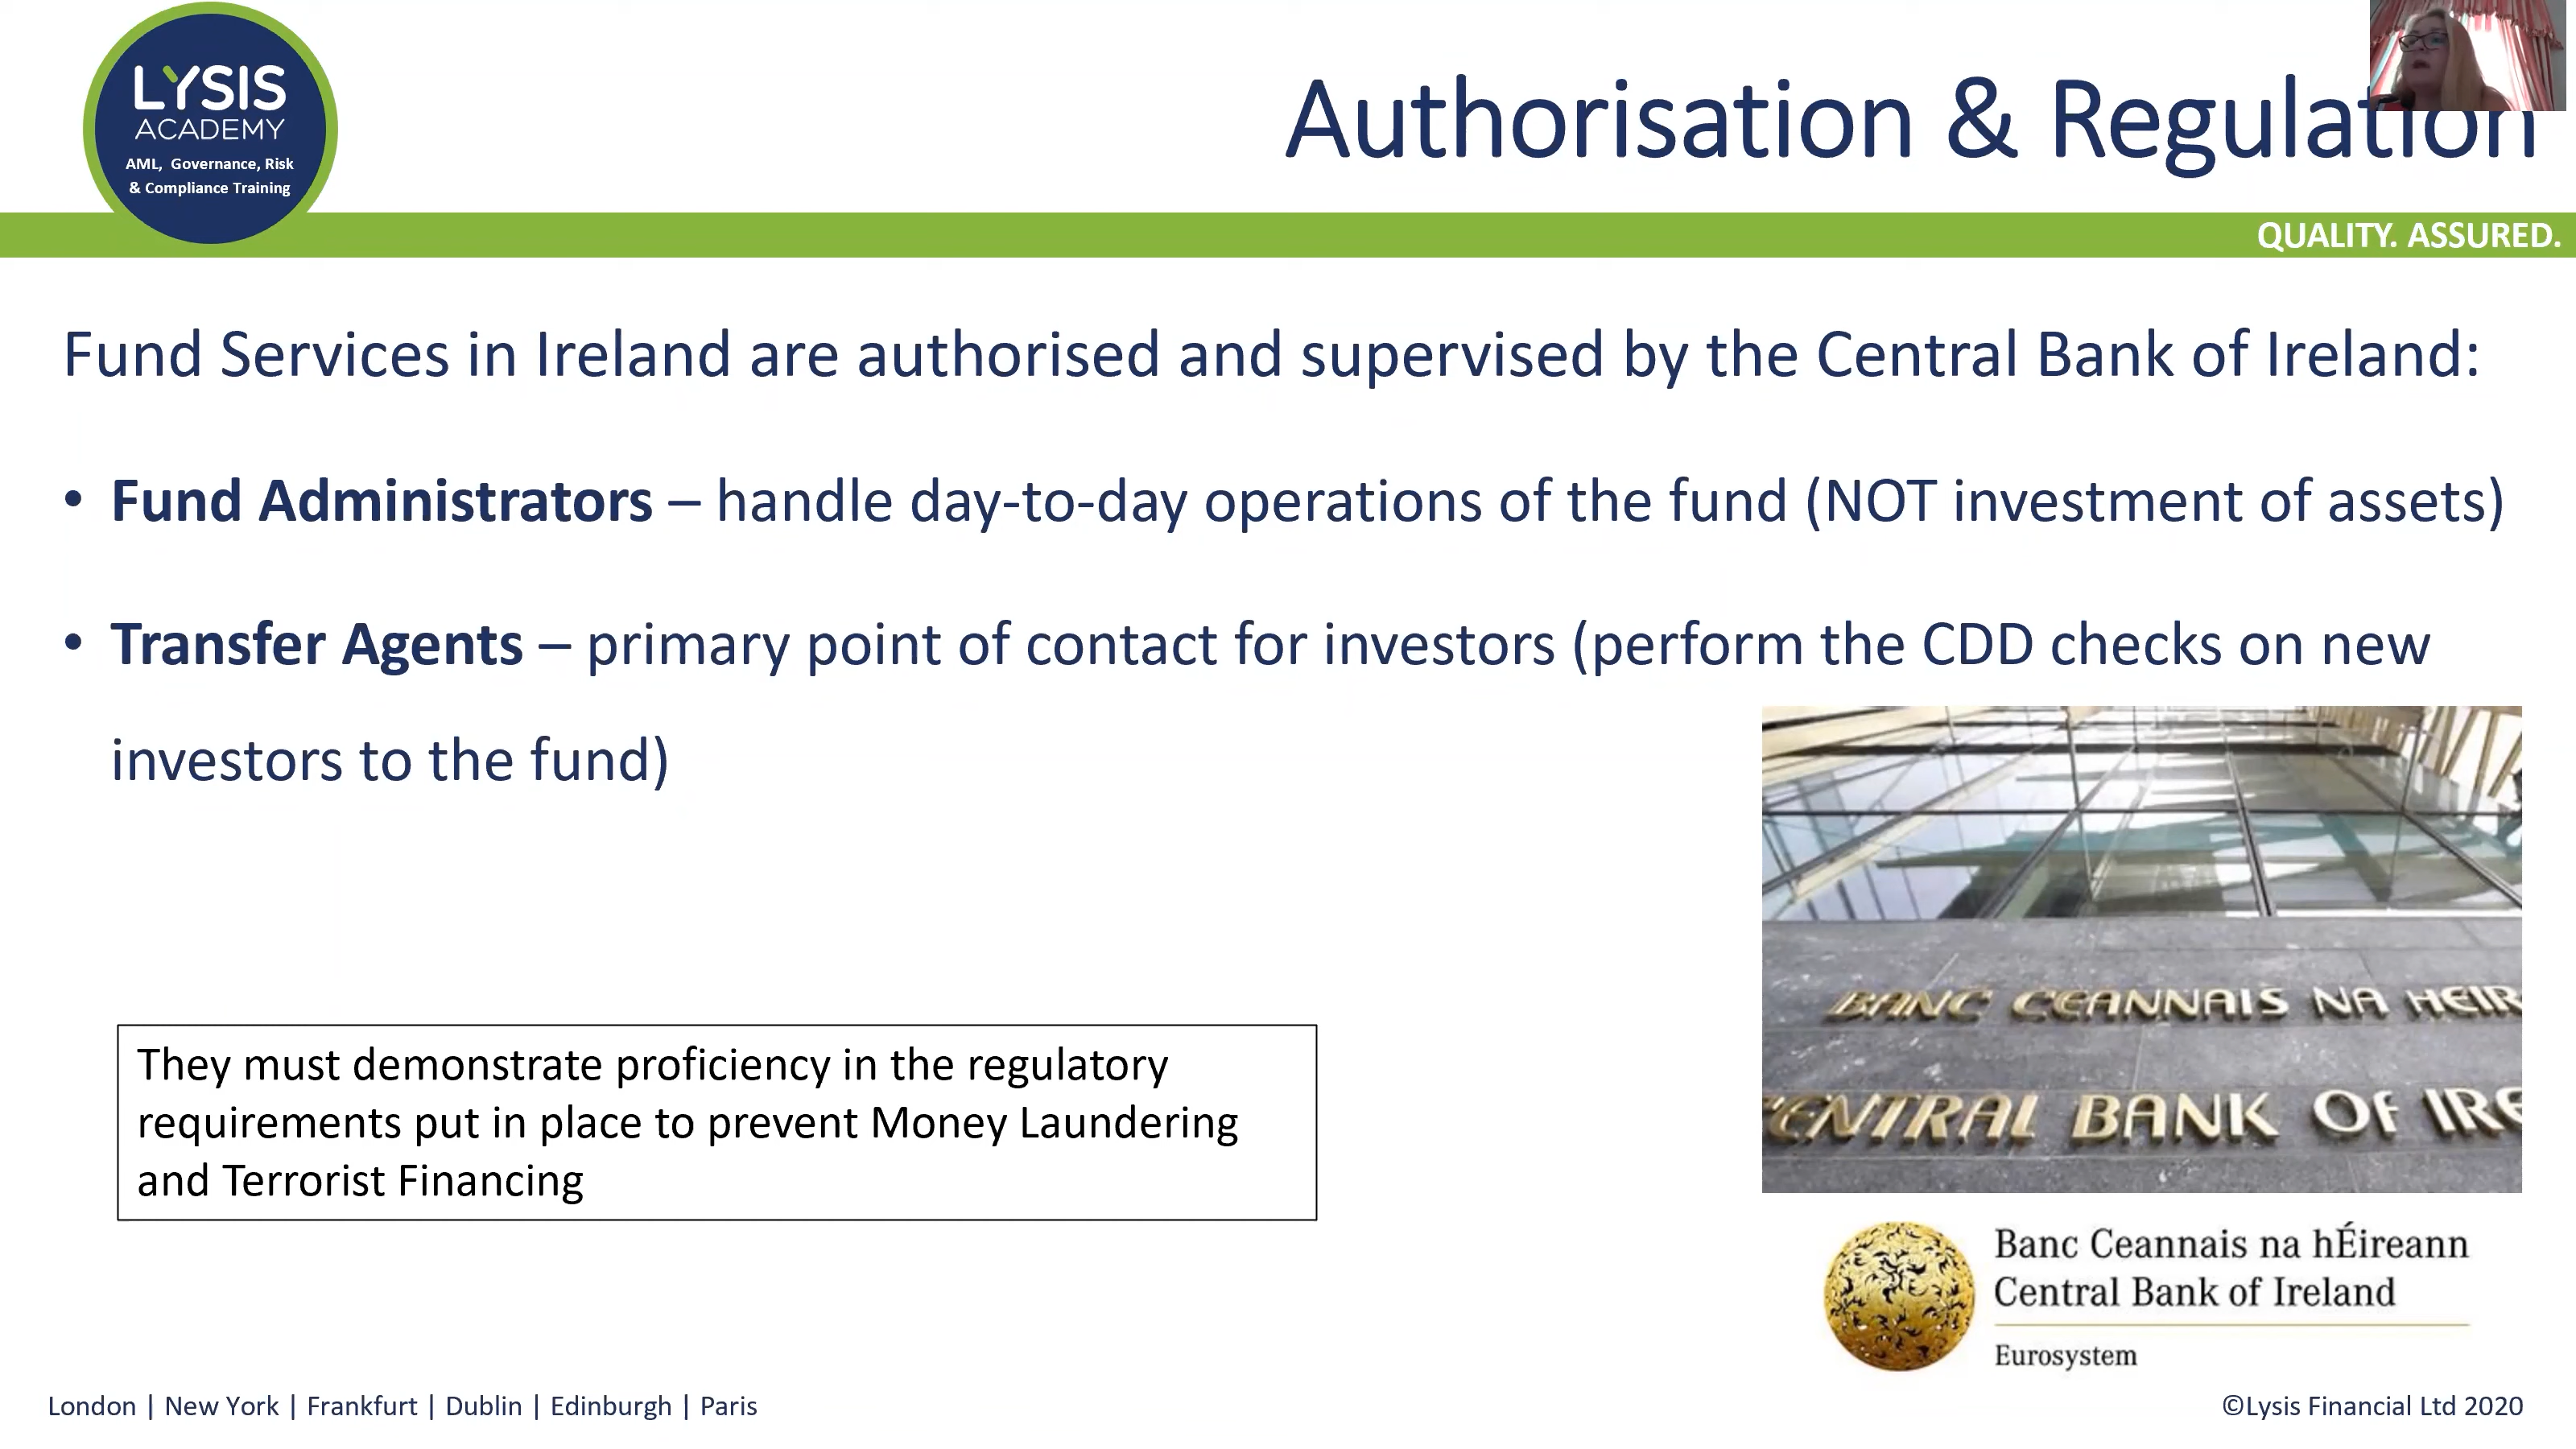 LYSIS
ACADEMY
AML, Governance, Risk
& Compliance Training
Authorisation & Regulation
QUALITY. ASSURED.
Fund Services in Ireland are authorised and supervised by the Central Bank of Ireland:
• Fund Administrators – handle day-to-day operations of the fund (NOT investment of assets)
• Transfer Agents – primary point of contact for investors (perform the CDD checks on new
investors to the fund)
BANC CEANNAIS NA HEIR
CENTRAL BANK OF IRE
They must demonstrate proficiency in the regulatory
requirements put in place to prevent Money Laundering
and Terrorist Financing
Banc Ceannais na hÉireann
Central Bank of Ireland
Eurosystem
London | New York | Frankfurt | Dublin | Edinburgh | Paris
©Lysis Financial Ltd 2020